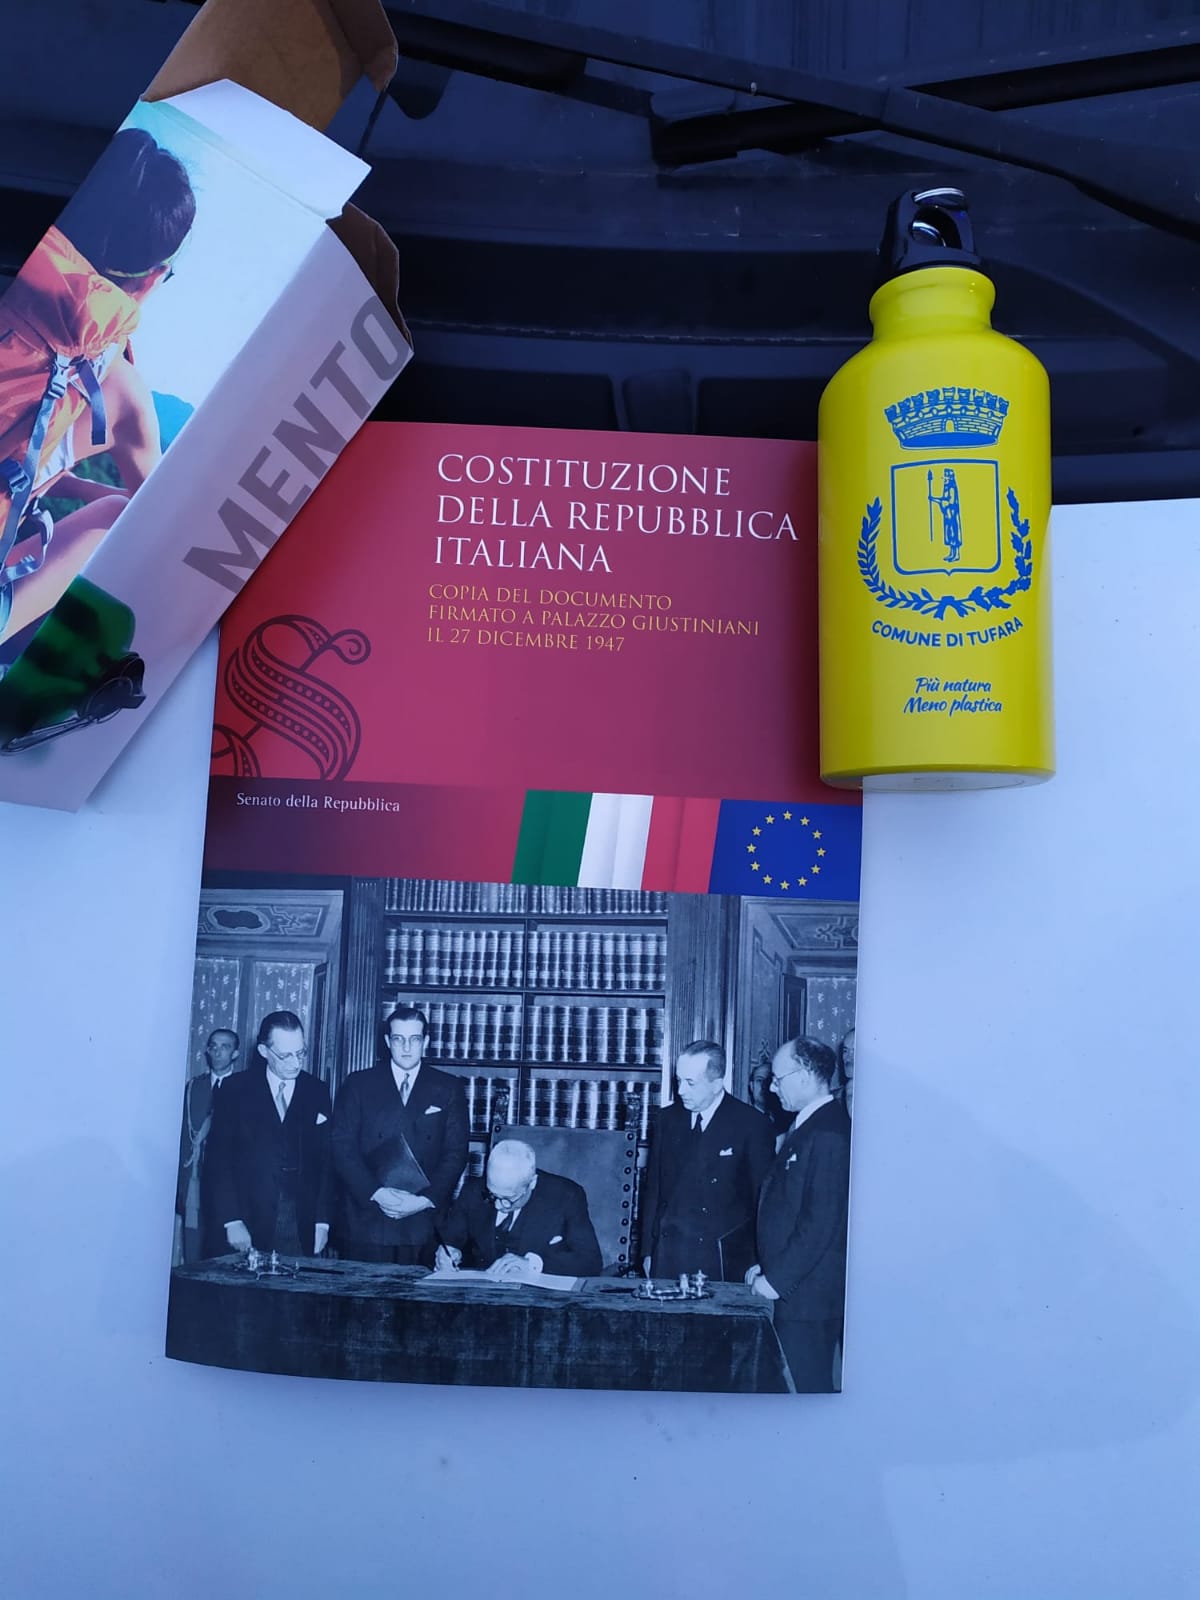 MENTO
COSTITUZIONE
DELLA REPUBBLICA
ITALIANA
COPIA DEL DOCUMENTO
FIRMATO A PALAZZO GIUSTINIANI
IL 27 DICEMBRE 1947
Senato della Repubblica
COMUNE DI TUFARA
Più natura
Meno plastica